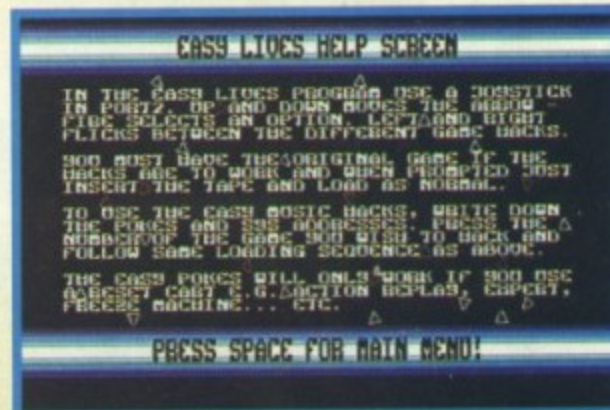 EASY LIVES HELP SCREEN
IN THE EASY LIVES PROGRAM USE A JOYSTICK
IN PORT2. UP AND DOWN MOVES THE ARROW -
FIRE SELECTS AN OPTION. LEFT AND RIGHT
FLICKS BETWEEN THE DIFFERENT GAME HACKS.
YOU MUST HAVE THE ORIGINAL GAME IF THE
HACKS ARE TO WORK AND WHEN PROMPTED JUST
INSERT THE TAPE AND LOAD AS NORMAL.
TO USE THE EASY MUSIC HACKS, WRITE DOWN
THE POKES AND SYS ADDRESSES. PRESS THE
NUMBER OF THE GAME YOU WISH TO HACK AND
FOLLOW SAME LOADING SEQUENCE AS ABOVE.
THE EASY POKES WILL ONLY WORK IF YOU USE
A RESET CART E.G. ACTION REPLAY, EXPERT,
FREEZE MACHINE... ETC.
PRESS SPACE FOR MAIN MENU!